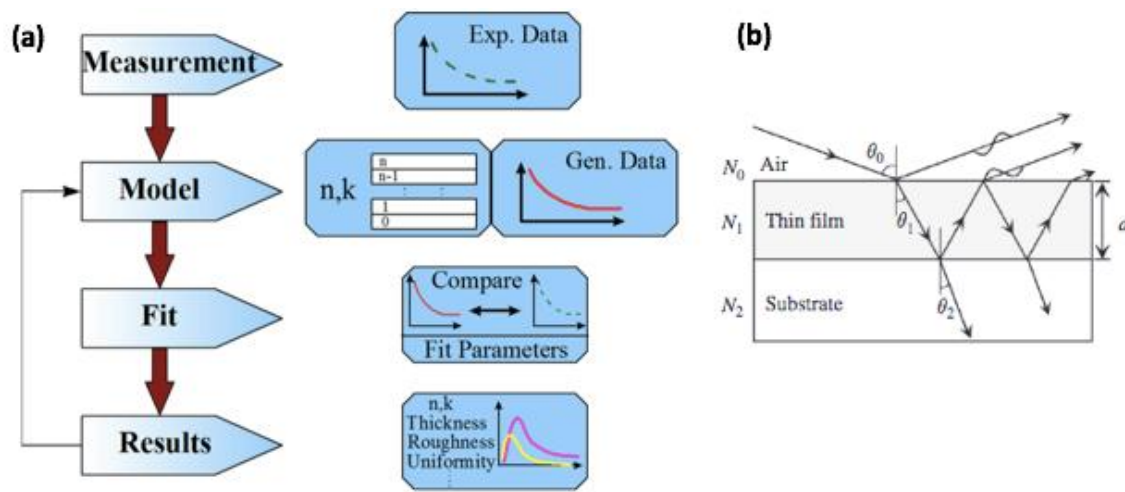 (a)
Measurement
Model
Fit
Results
Exp. Data
n,k
n
n-1
⋮ ⋮
1
0
Gen. Data
Compare
Fit Parameters
n,k
Thickness
Roughness
Uniformity
⋮
(b)
N₀ Air
θ₀
N₁ Thin film
θ₁
N₂ Substrate
θ₂